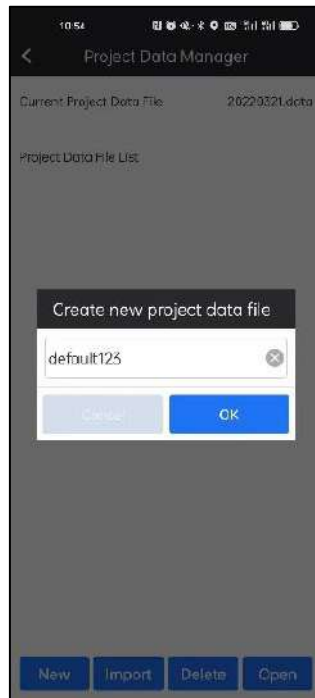 10:54
Project Data Manager
Current Project Data File 20220321.data
Project Data File List
Create new project data file
default123
Cancel OK
New Import Delete Open